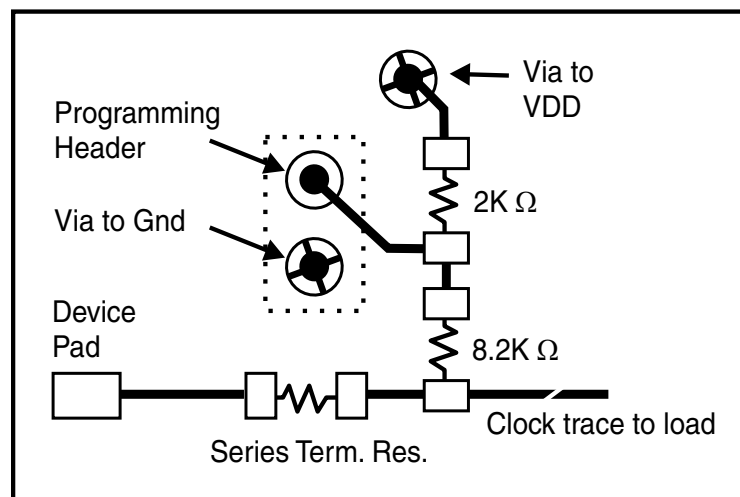 Via to
VDD
Programming
Header
2K Ω
Via to Gnd
Device
Pad
8.2K Ω
Clock trace to load
Series Term. Res.